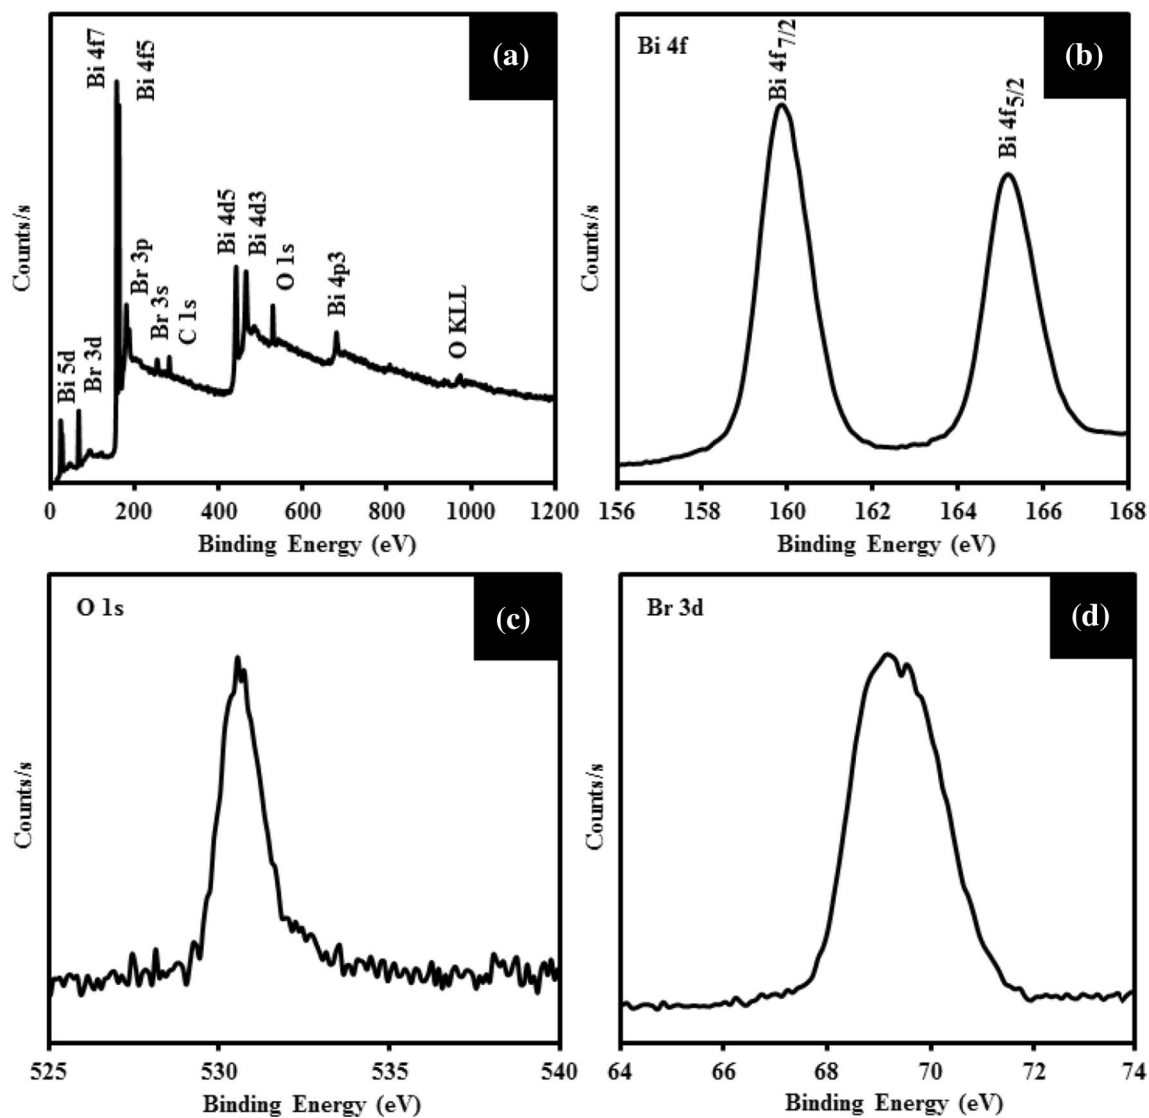 (a)
Bi 4f7
Bi 4f5
Bi 5d
Br 3d
Br 3p
Br 3s
C 1s
Bi 4d5
Bi 4d3
O 1s
Bi 4p3
O KLL
Counts/s
0 200 400 600 800 1000 1200
Binding Energy (eV)
Bi 4f
(b)
Bi 4f7/2
Bi 4f5/2
Counts/s
156 158 160 162 164 166 168
Binding Energy (eV)
O 1s
(c)
Counts/s
525 530 535 540
Binding Energy (eV)
Br 3d
(d)
Counts/s
64 66 68 70 72 74
Binding Energy (eV)